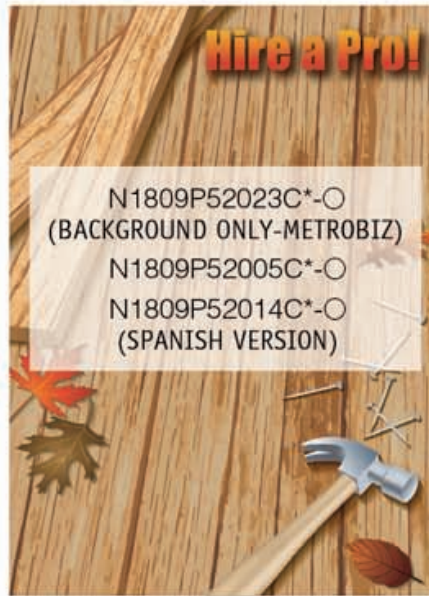 Hire a Pro!
N1809P52023C*-○
(BACKGROUND ONLY-METROBIZ)
N1809P52005C*-○
N1809P52014C*-○
(SPANISH VERSION)